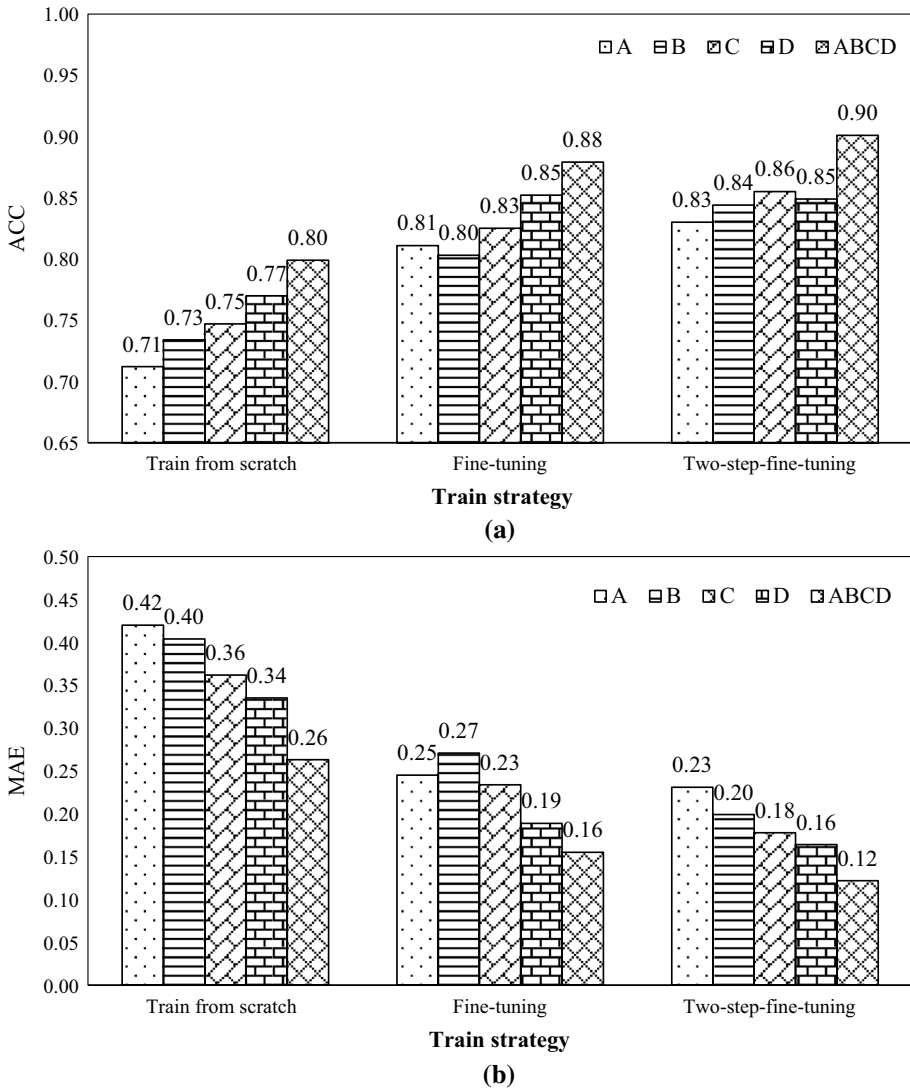 1.00
0.95
0.90
0.85
0.80
0.75
0.70
0.65
ACC
A B C D ABCD
0.71 0.73 0.75 0.77 0.80
0.81 0.80 0.83 0.85 0.88
0.83 0.84 0.86 0.85 0.90
Train from scratch Fine-tuning Two-step-fine-tuning
Train strategy
(a)
0.50
0.45
0.40
0.35
0.30
0.25
0.20
0.15
0.10
0.05
0.00
MAE
A B C D ABCD
0.42 0.40 0.36 0.34 0.26
0.25 0.27 0.23 0.19 0.16
0.23 0.20 0.18 0.16 0.12
Train from scratch Fine-tuning Two-step-fine-tuning
Train strategy
(b)